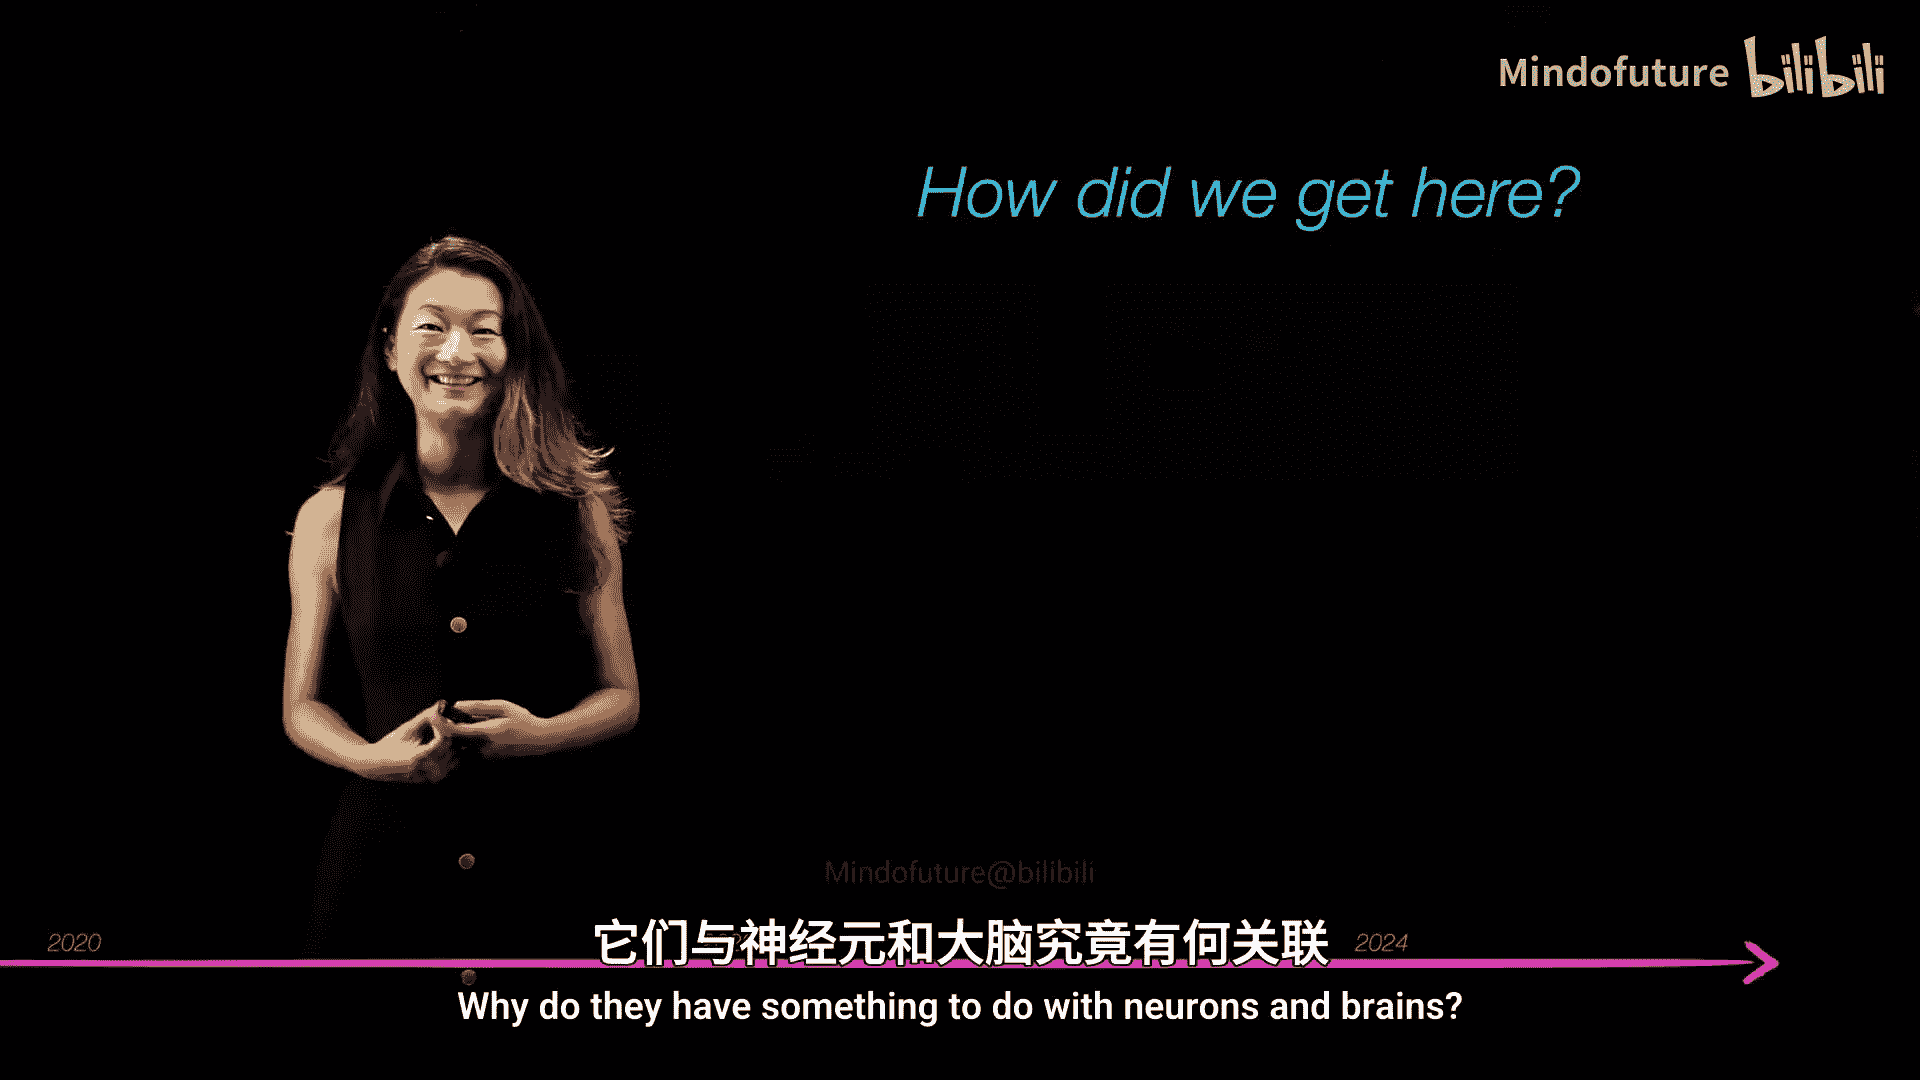 Mindofuture bilibili
How did we get here?
Mindofuture@bilibili
2020
2024
它们与神经元和大脑究竟有何关联
Why do they have something to do with neurons and brains?